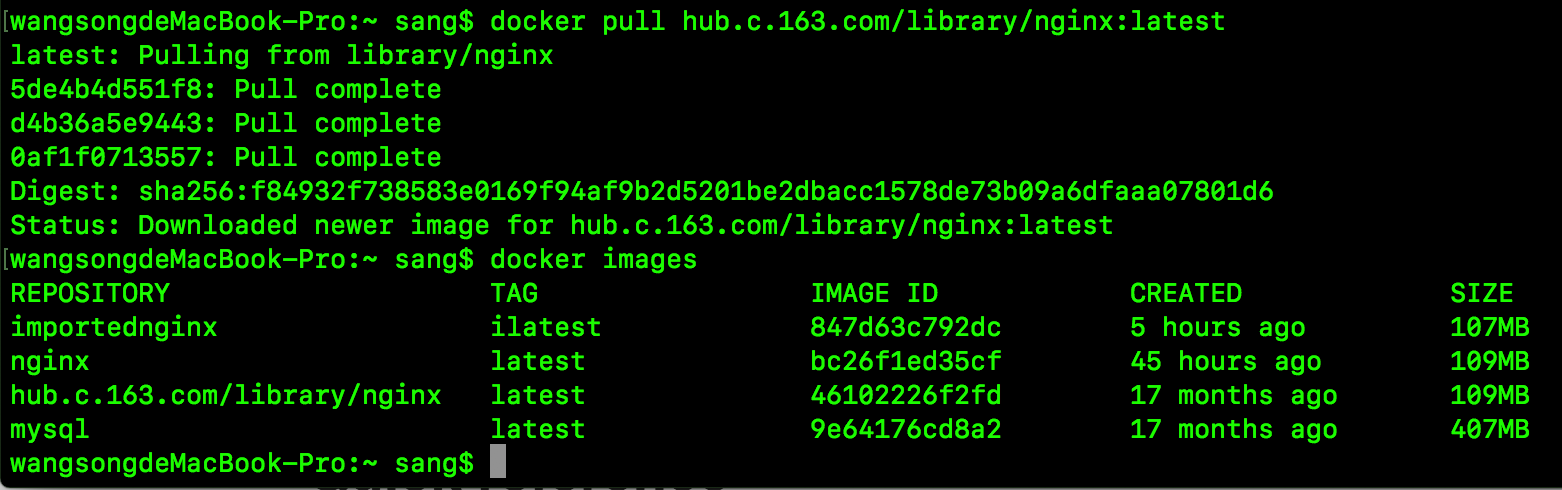 [wangsongdeMacBook-Pro:~ sang$ docker pull hub.c.163.com/library/nginx:latest
latest: Pulling from library/nginx
5de4b4d551f8: Pull complete
d4b36a5e9443: Pull complete
0af1f0713557: Pull complete
Digest: sha256:f84932f738583e0169f94af9b2d5201be2dbacc1578de73b09a6dfaaa07801d6
Status: Downloaded newer image for hub.c.163.com/library/nginx:latest
[wangsongdeMacBook-Pro:~ sang$ docker images
REPOSITORY TAG IMAGE ID CREATED SIZE
importednginx ilatest 847d63c792dc 5 hours ago 107MB
nginx latest bc26f1ed35cf 45 hours ago 109MB
hub.c.163.com/library/nginx latest 46102226f2fd 17 months ago 109MB
mysql latest 9e64176cd8a2 17 months ago 407MB
wangsongdeMacBook-Pro:~ sang$